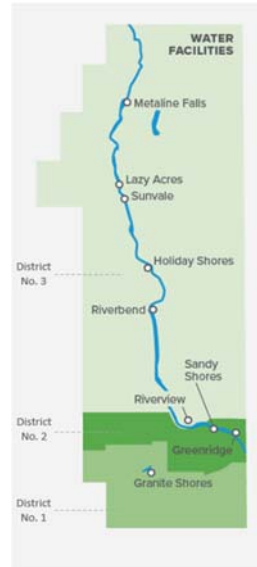 WATER
FACILITIES
Metaline Falls
Lazy Acres
Sunvale
Holiday Shores
District
No. 3
Riverbend
Sandy
Shores
Riverview
District
No. 2
Greenridge
Granite Shores
District
No. 1